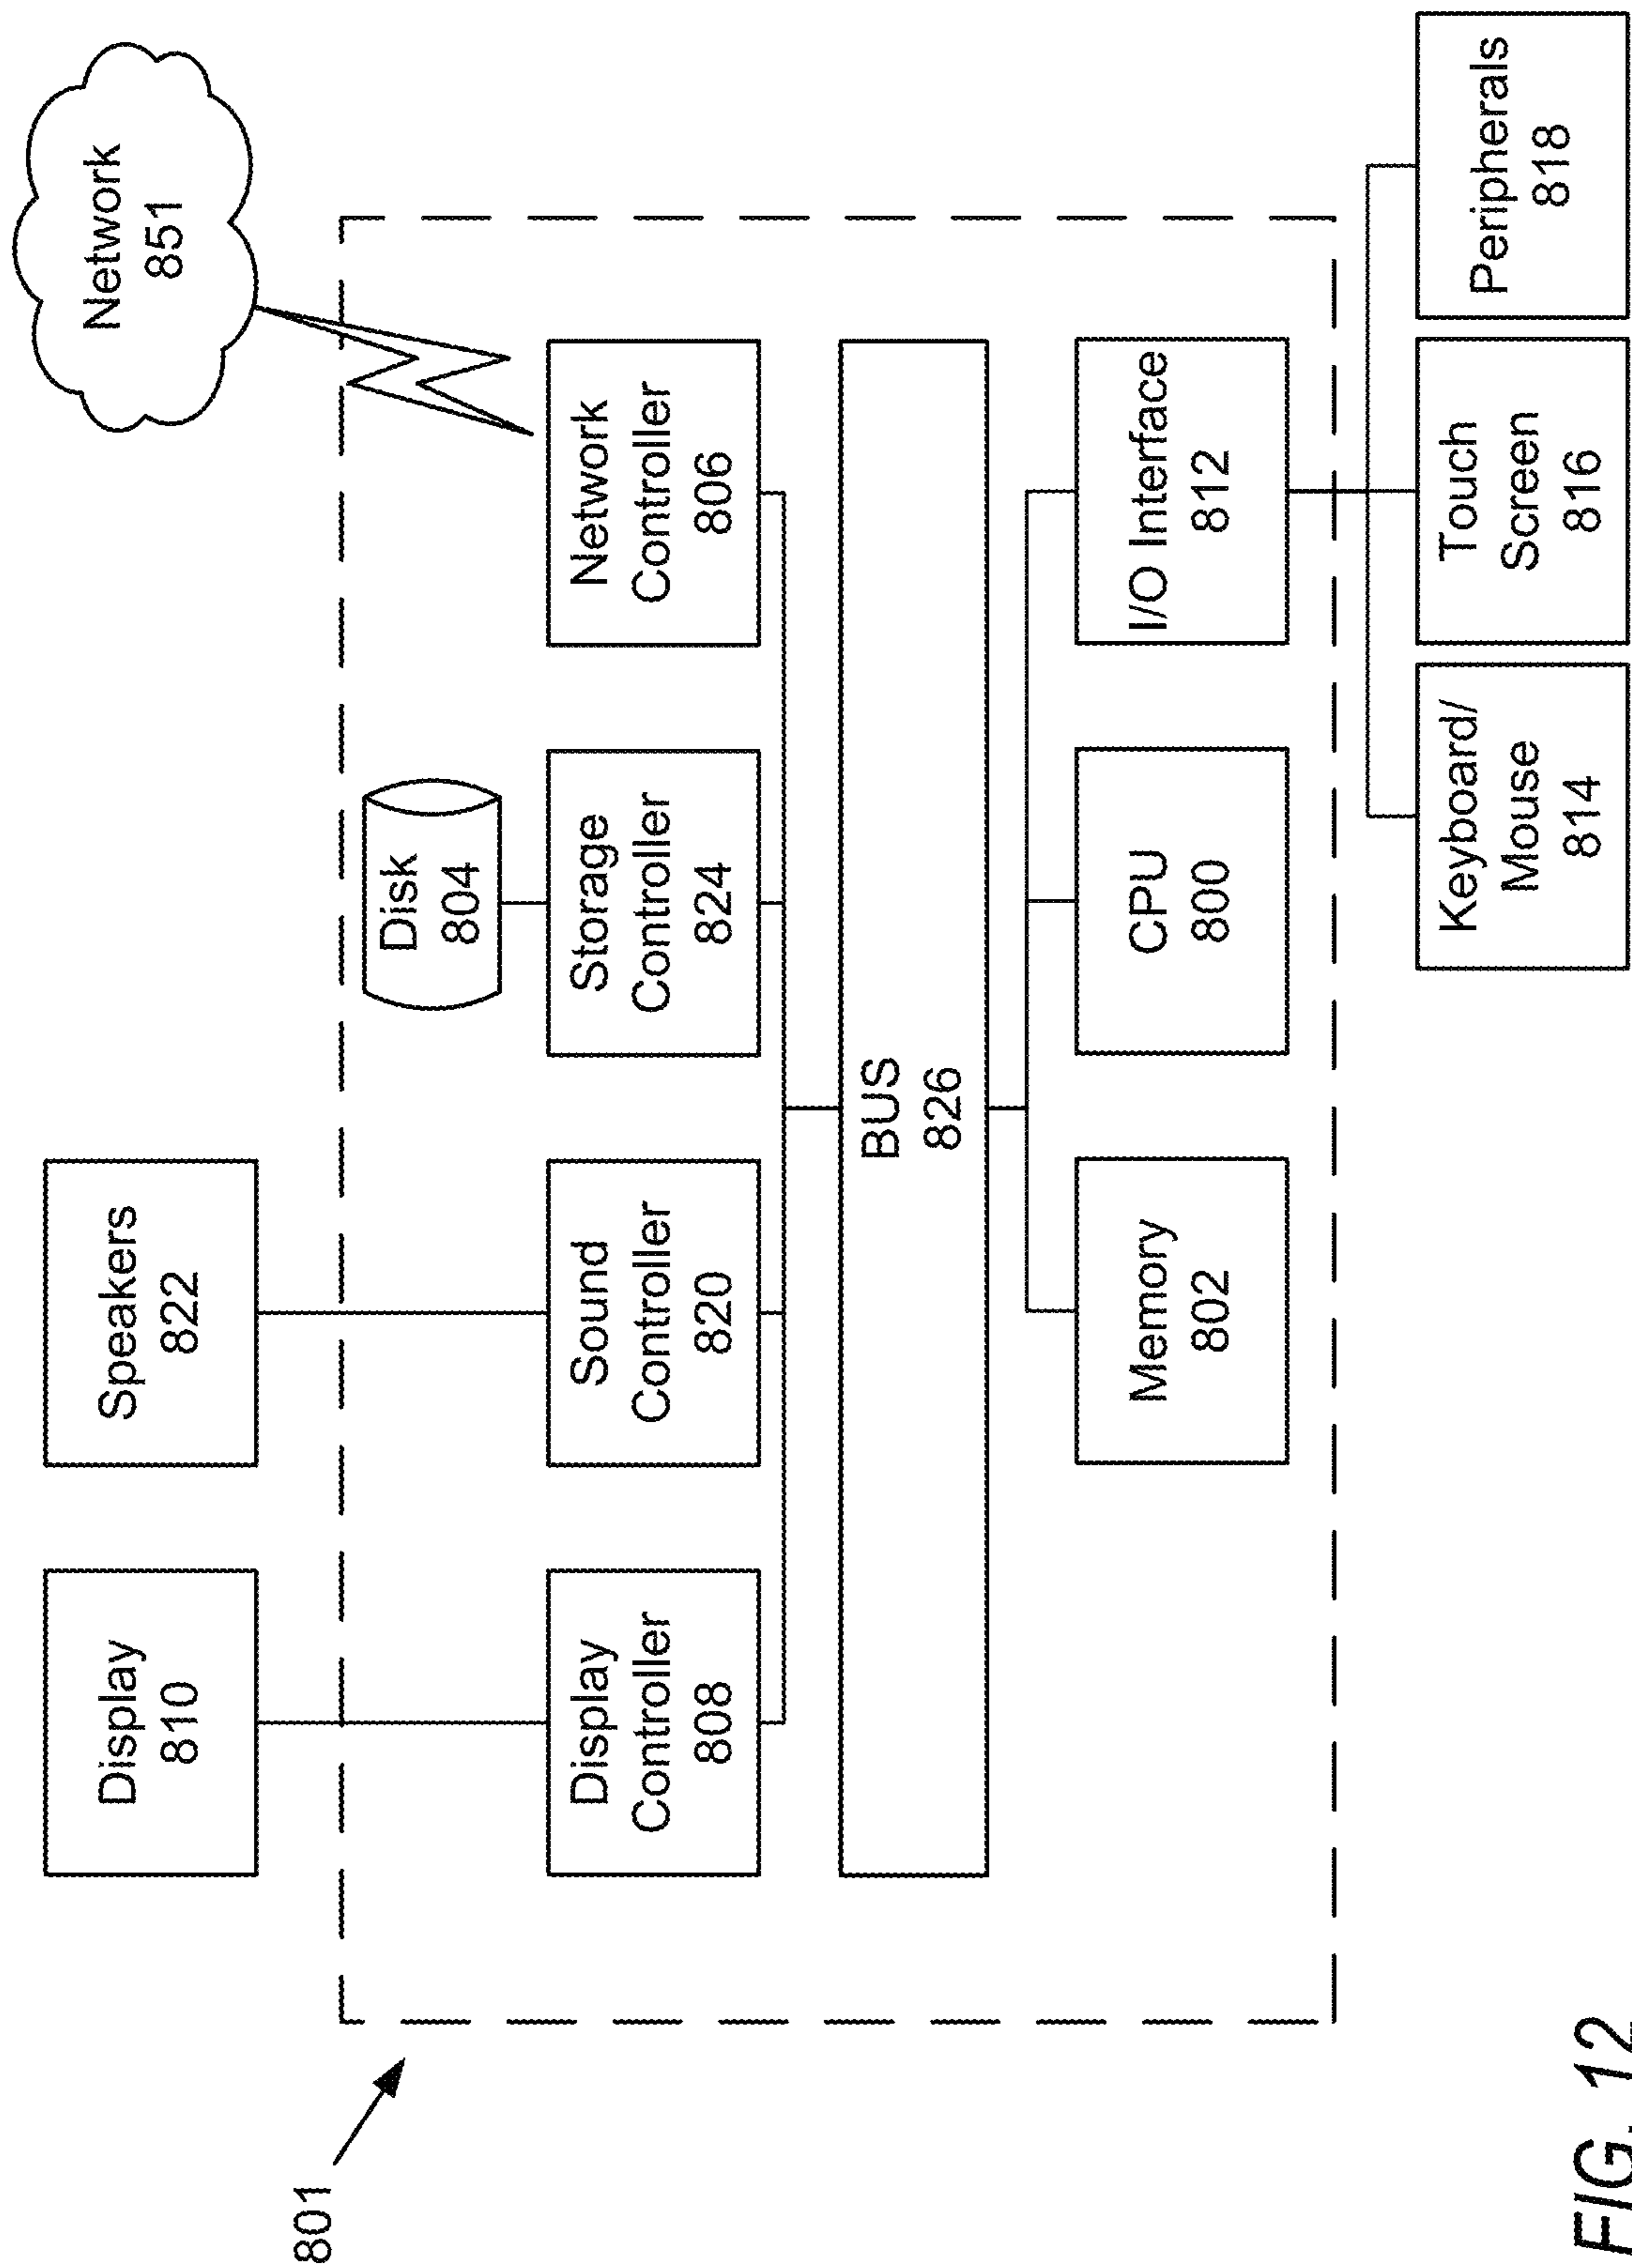 801
Display
810
Speakers
822
Network
851
Disk
804
Display
Controller
808
Sound
Controller
820
Storage
Controller
824
Network
Controller
806
BUS
826
Memory
802
CPU
800
I/O Interface
812
Keyboard/
Mouse
814
Touch
Screen
816
Peripherals
818
FIG. 12